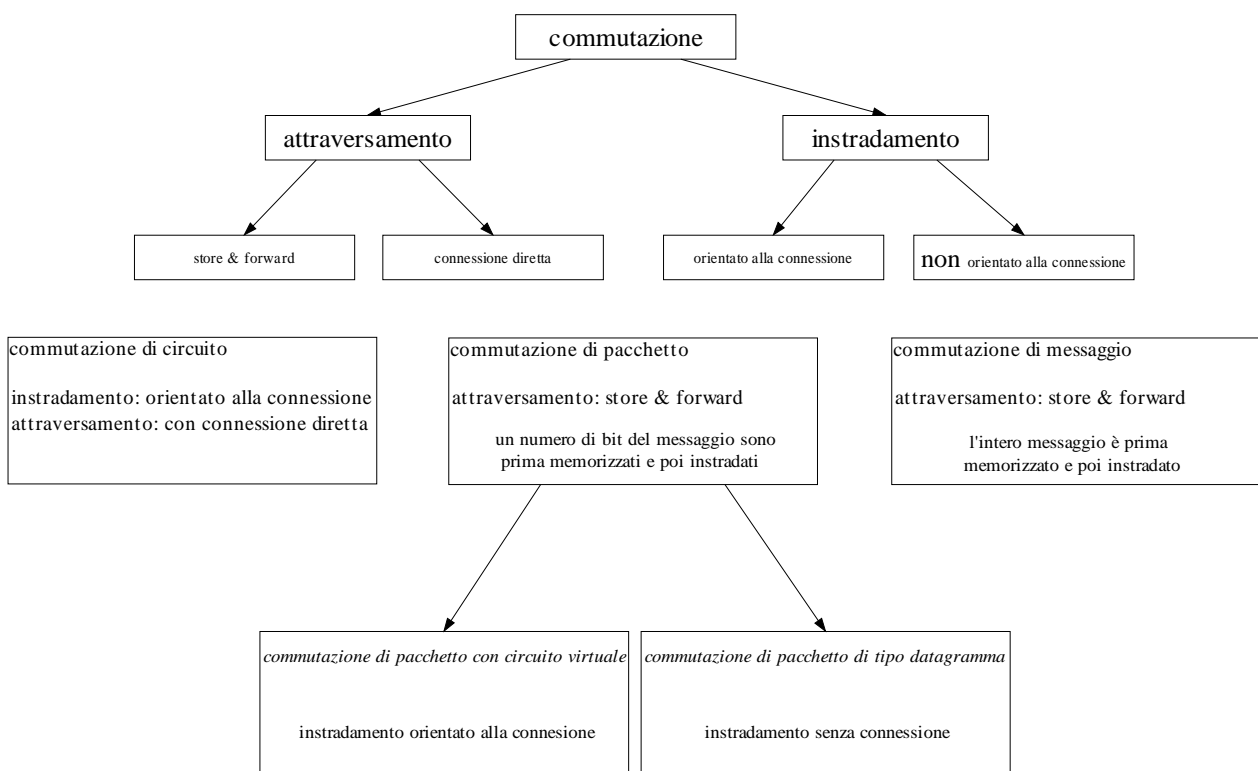 commutazione
attraversamento
instradamento
store & forward
connessione diretta
orientato alla connessione
non orientato alla connessione
commutazione di circuito
instradamento: orientato alla connessione
attraversamento: con connessione diretta
commutazione di pacchetto
attraversamento: store & forward
un numero di bit del messaggio sono
prima memorizzati e poi instradati
commutazione di messaggio
attraversamento: store & forward
l'intero messaggio è prima
memorizzato e poi instradato
commutazione di pacchetto con circuito virtuale
instradamento orientato alla connesione
commutazione di pacchetto di tipo datagramma
instradamento senza connessione